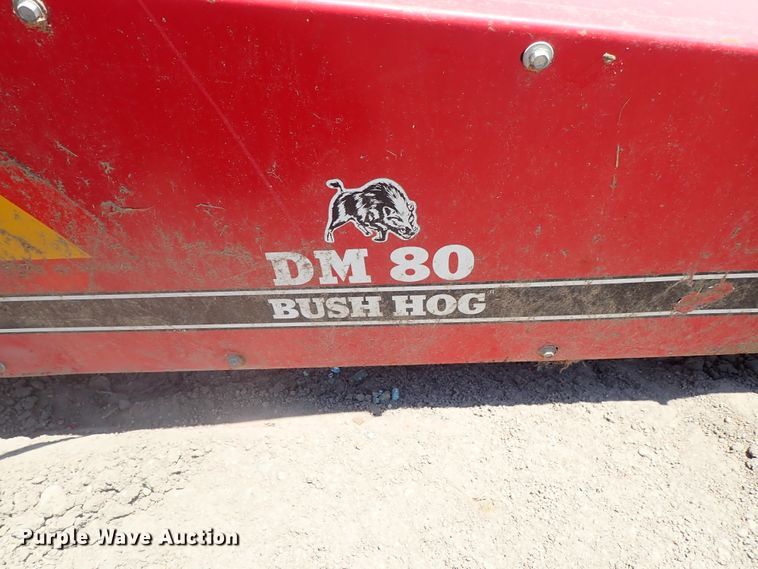 DM 80
BUSH HOG
Purple Wave Auction